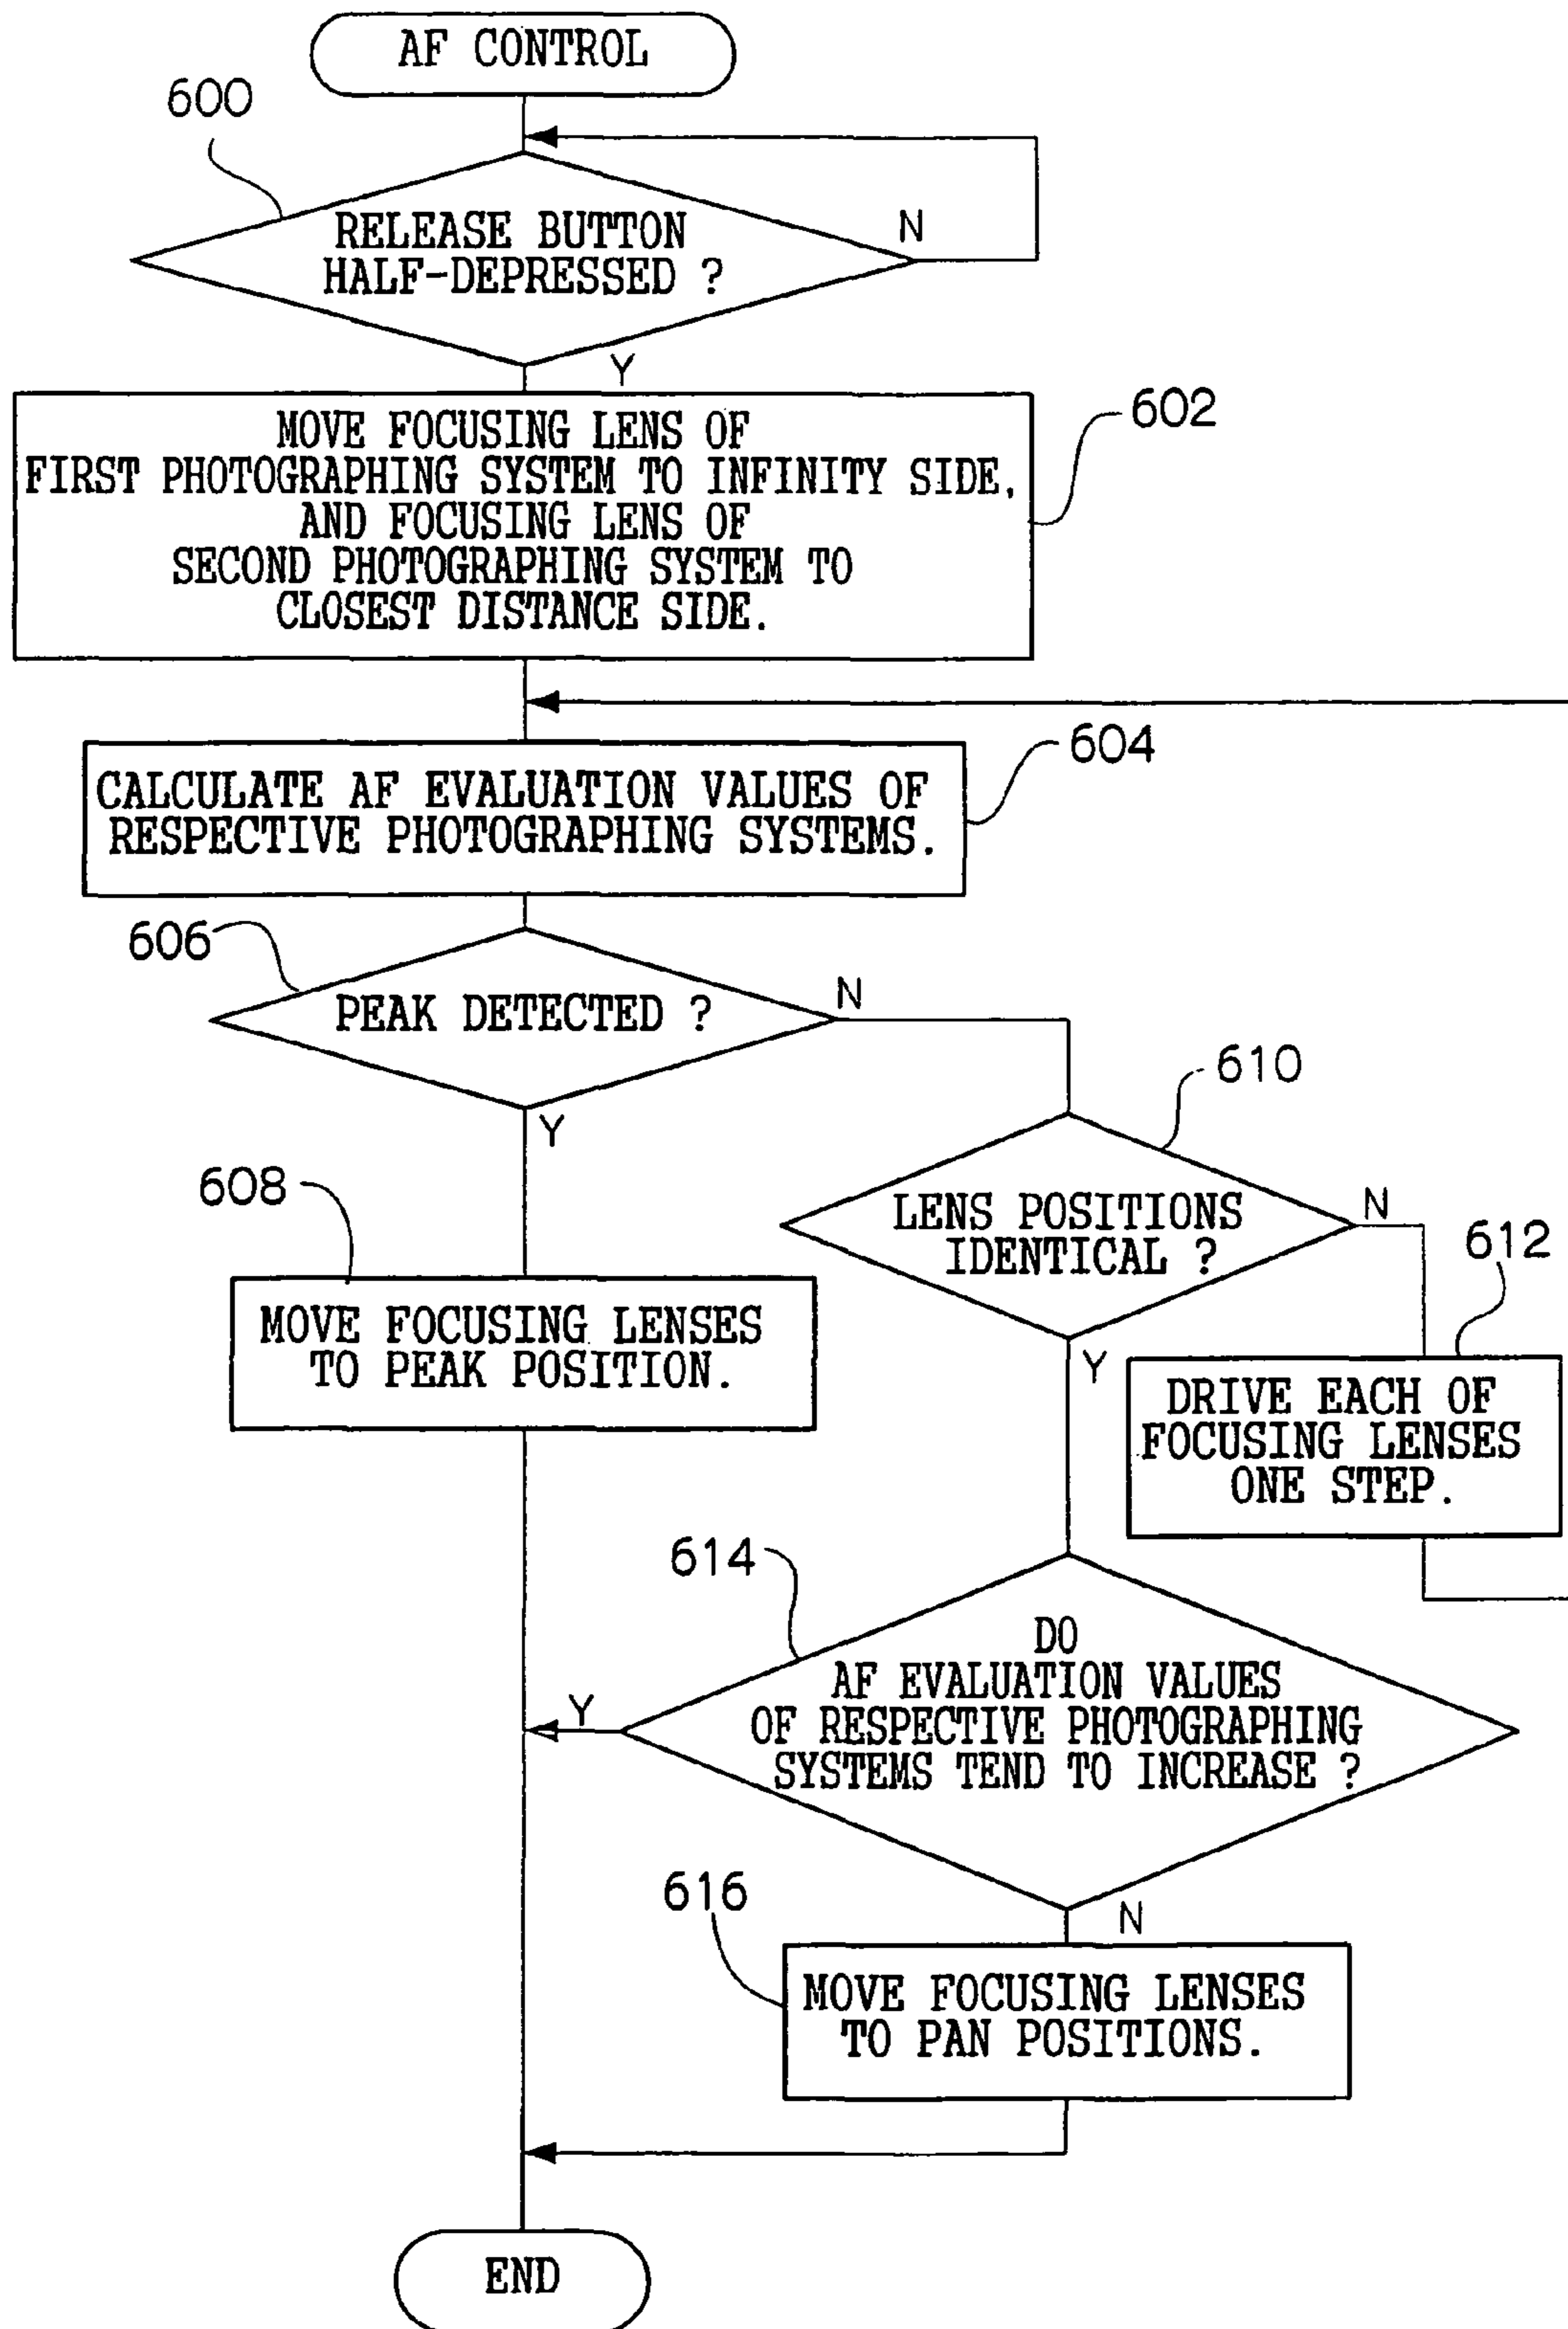 AF CONTROL
600
RELEASE BUTTON
HALF-DEPRESSED ?
N
Y
602
MOVE FOCUSING LENS OF
FIRST PHOTOGRAPHING SYSTEM TO INFINITY SIDE,
AND FOCUSING LENS OF
SECOND PHOTOGRAPHING SYSTEM TO
CLOSEST DISTANCE SIDE.
604
CALCULATE AF EVALUATION VALUES OF
RESPECTIVE PHOTOGRAPHING SYSTEMS.
606
PEAK DETECTED ?
N
Y
608
MOVE FOCUSING LENSES
TO PEAK POSITION.
610
LENS POSITIONS
IDENTICAL ?
N
Y
612
DRIVE EACH OF
FOCUSING LENSES
ONE STEP.
614
DO
AF EVALUATION VALUES
OF RESPECTIVE PHOTOGRAPHING
SYSTEMS TEND TO INCREASE ?
Y
N
616
MOVE FOCUSING LENSES
TO PAN POSITIONS.
END